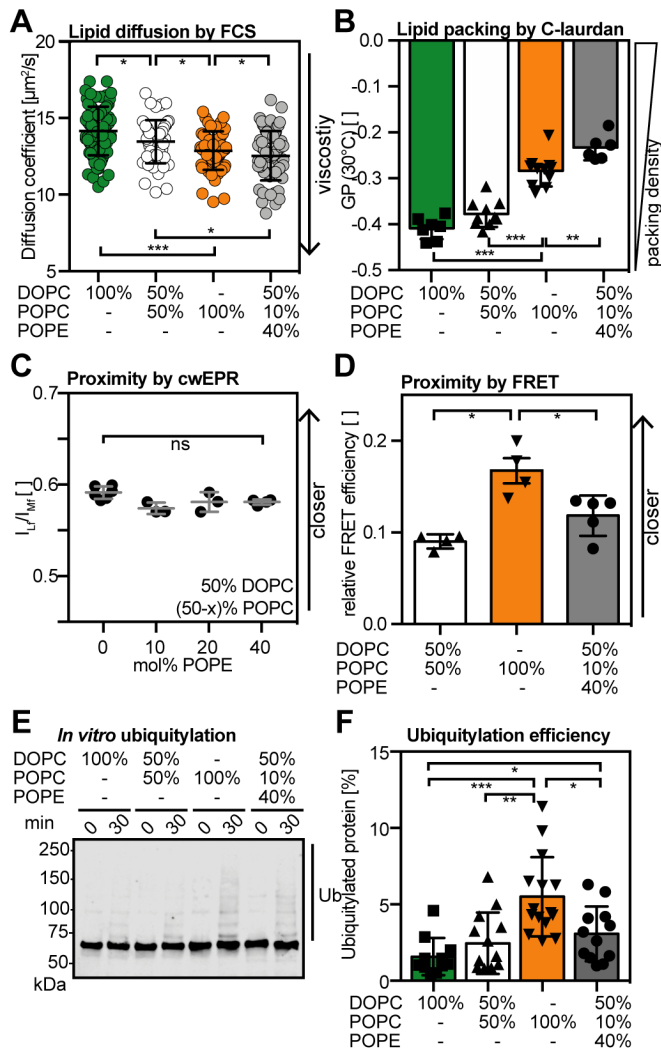 A
Lipid diffusion by FCS
Diffusion coeffidient [µm²/s]
20
15
10
5
*
*
*
*
***
viscostiy
DOPC 100% 50% - 50%
POPC - 50% 100% 10%
POPE - - - 40%
B
Lipid packing by C-laurdan
GP (30°C) [ ]
0.0
-0.1
-0.2
-0.3
-0.4
-0.5
***
**
***
packing density
100% 50% - 50%
- 50% 100% 10%
- - - 40%
C
Proximity by cwEPR
I_Lf/I_Mf [ ]
0.7
0.6
0.5
ns
closer
50% DOPC
(50-x)% POPC
0 10 20 40
mol% POPE
D
Proximity by FRET
relative FRET efficiency [ ]
0.2
0.1
0.0
*
*
closer
DOPC 50% - 50%
POPC 50% 100% 10%
POPE - - 40%
E
In vitro ubiquitylation
DOPC 100% 50% - 50%
POPC - 50% 100% 10%
POPE - - - 40%
min 0 30 0 30 0 30 0 30
250
150
100
75
50
kDa
Ub
F
Ubiquitylation efficiency
Ubiquitylated protein [%]
15
10
5
0
*
***
*
**
DOPC 100% 50% - 50%
POPC - 50% 100% 10%
POPE - - - 40%